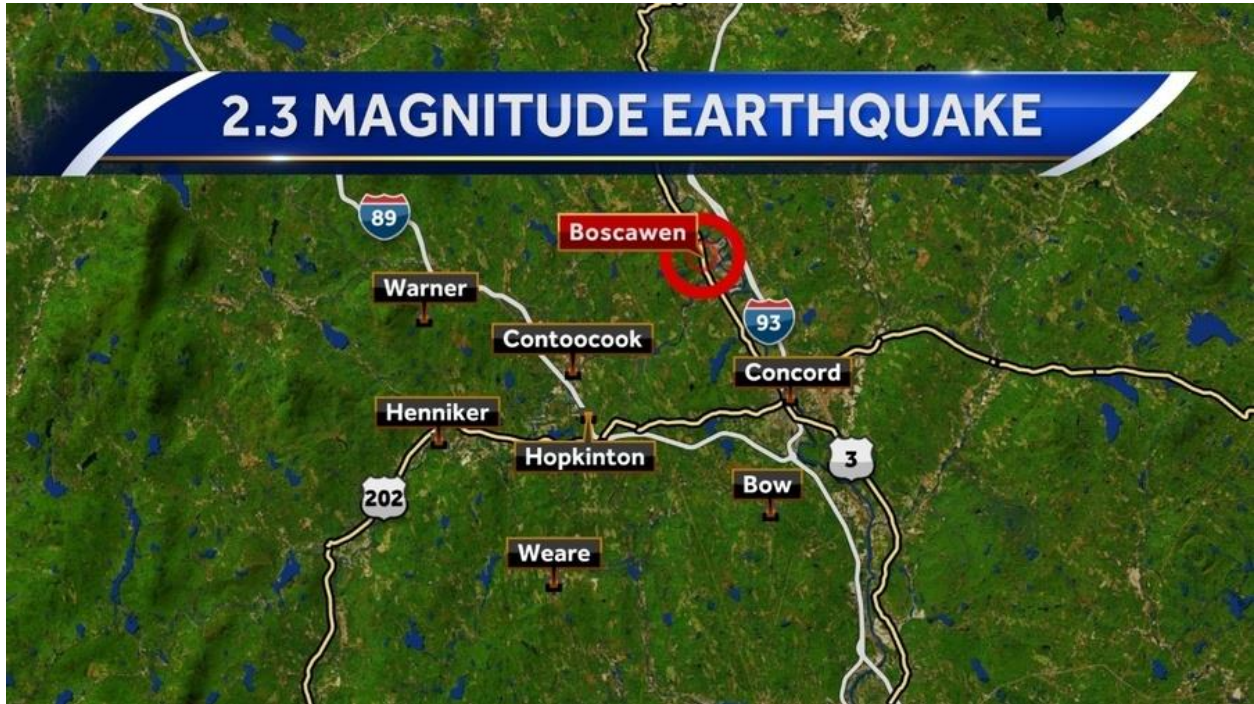 2.3 MAGNITUDE EARTHQUAKE
89
Boscawen
Warner
93
Contoocook
Concord
Henniker
Hopkinton
3
Bow
202
Weare